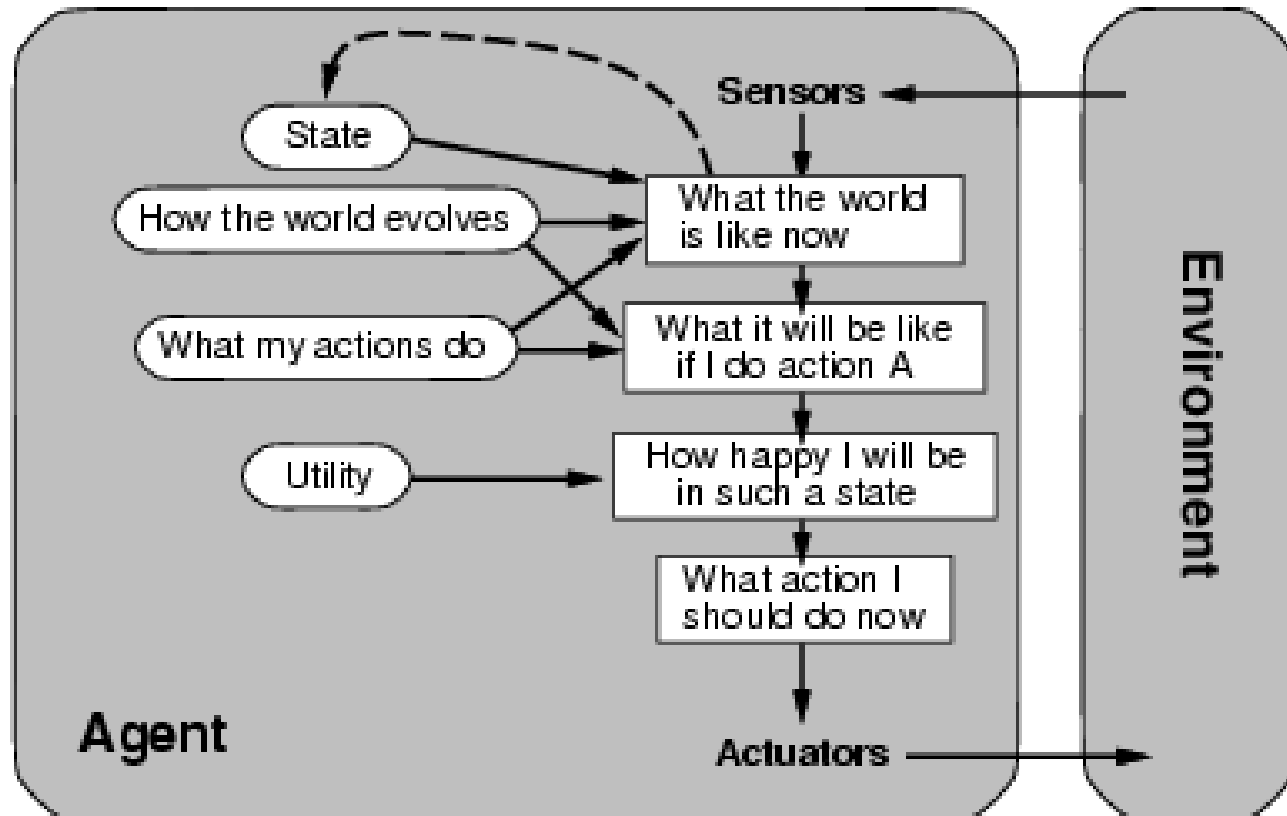 Sensors
State
What the world
is like now
How the world evolves
What it will be like
if I do action A
What my actions do
How happy I will be
in such a state
Utility
What action I
should do now
Agent
Actuators
Environment